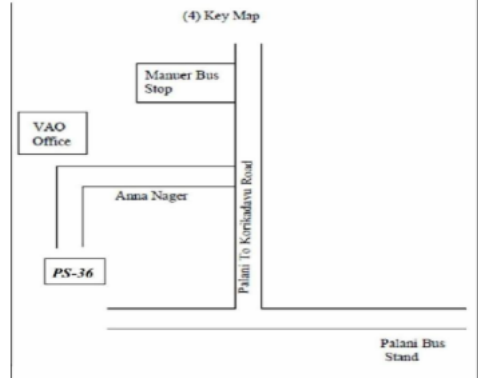 (4) Key Map
Manuer Bus
Stop
VAO
Office
Anna Nager
Palani To Korikadavu Road
PS-36
Palani Bus
Stand